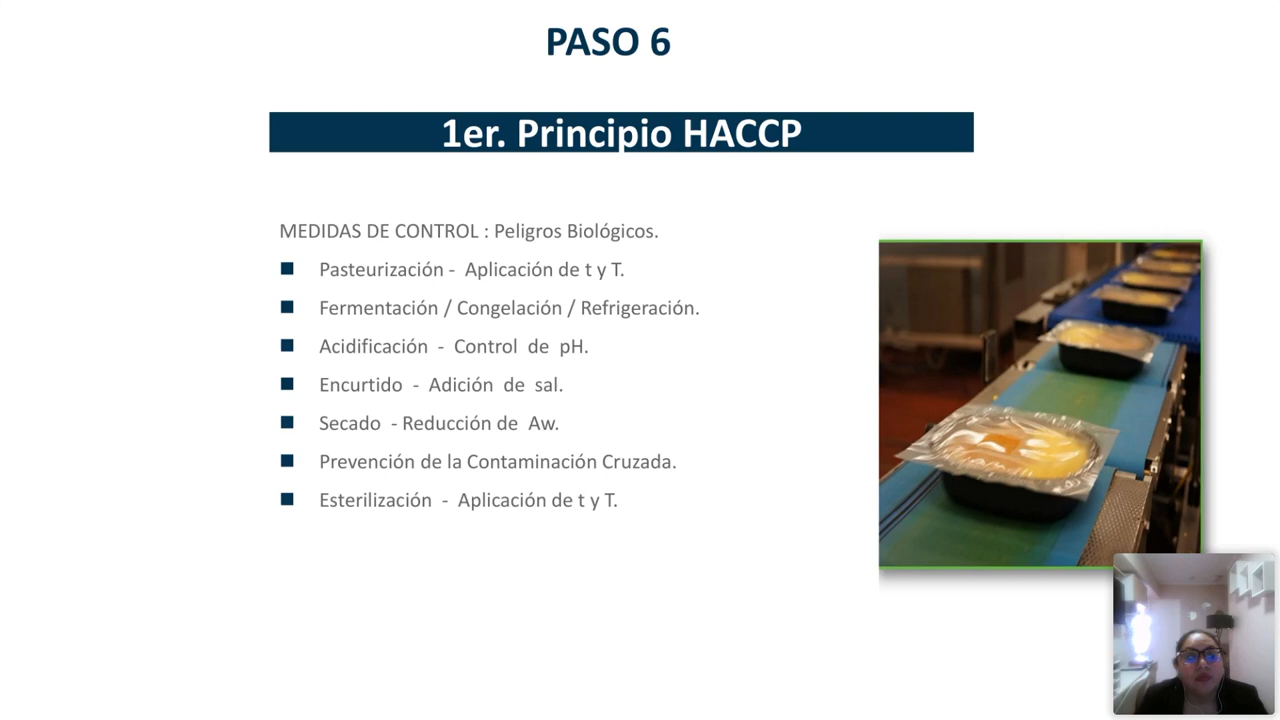 PASO 6
1er. Principio HACCP
MEDIDAS DE CONTROL : Peligros Biológicos.
Pasteurización - Aplicación de t y T.
Fermentación / Congelación / Refrigeración.
Acidificación - Control de pH.
Encurtido - Adición de sal.
Secado - Reducción de Aw.
Prevención de la Contaminación Cruzada.
Esterilización - Aplicación de t y T.